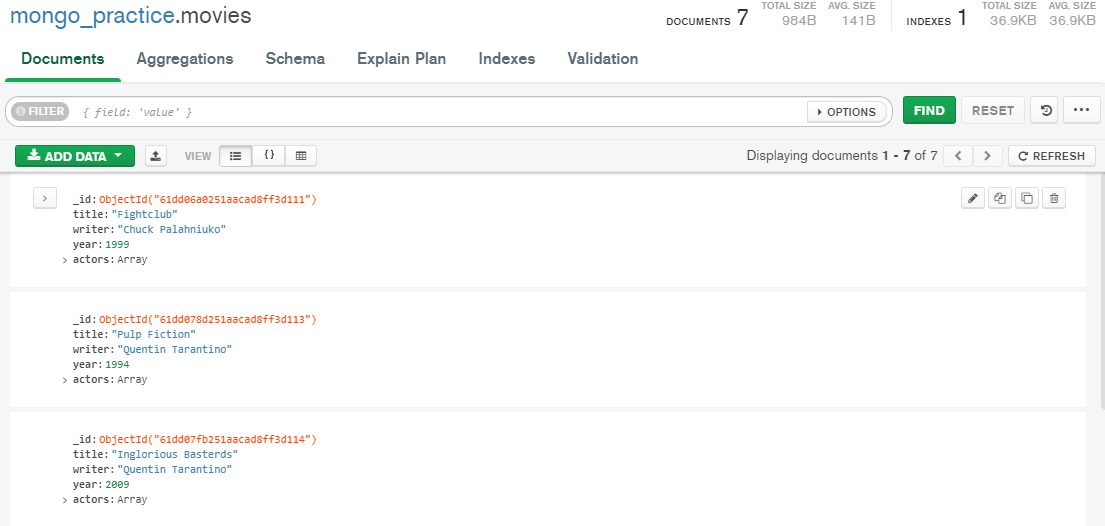 mongo_practice.movies
DOCUMENTS 7 TOTAL SIZE 984B AVG. SIZE 141B INDEXES 1 TOTAL SIZE 36.9KB AVG. SIZE 36.9KB
Documents Aggregations Schema Explain Plan Indexes Validation
FILTER { field: 'value' } OPTIONS FIND RESET
ADD DATA VIEW { } Displaying documents 1 - 7 of 7 REFRESH
_id: ObjectId("61dd06a0251aacad8ff3d111")
title: "Fightclub"
writer: "Chuck Palahniuko"
year: 1999
actors: Array
_id: ObjectId("61dd078d251aacad8ff3d113")
title: "Pulp Fiction"
writer: "Quentin Tarantino"
year: 1994
actors: Array
_id: ObjectId("61dd07fb251aacad8ff3d114")
title: "Inglorious Basterds"
writer: "Quentin Tarantino"
year: 2009
actors: Array